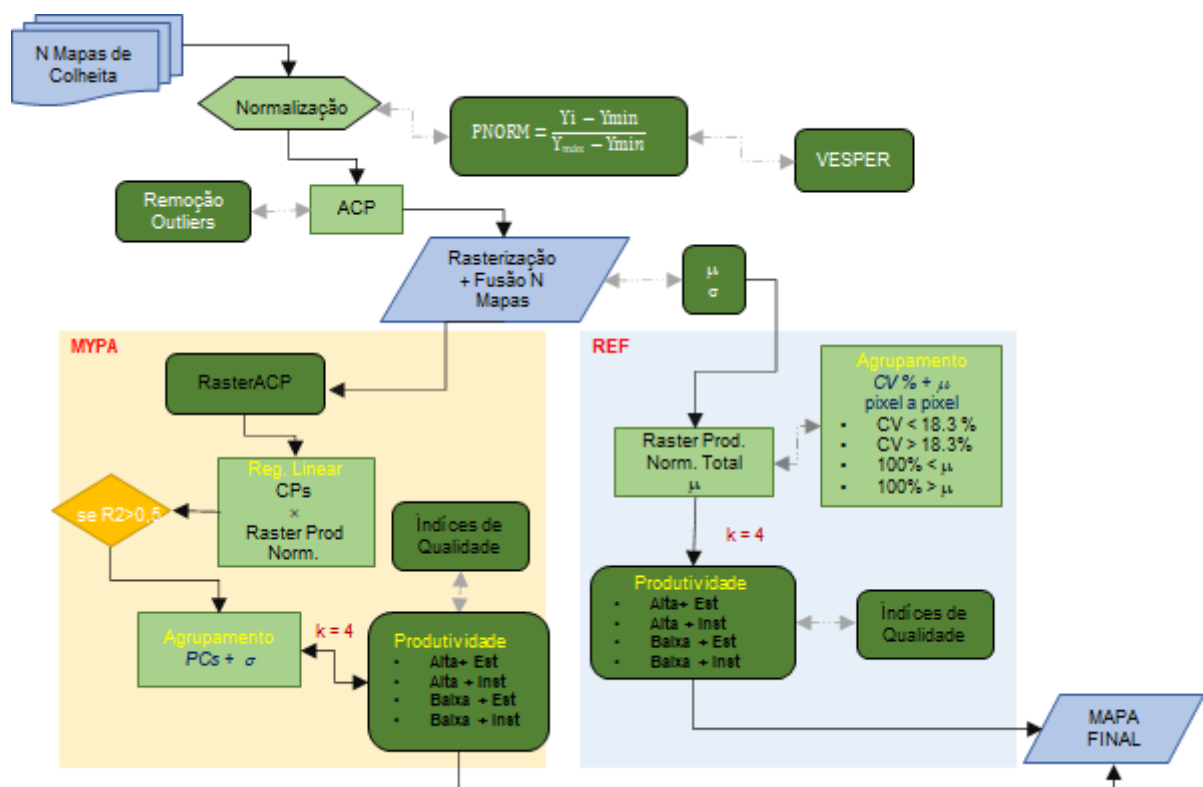 N Mapas de
Colheita
Normalização
PNORM = Yi − Ymin / Ymáx − Ymin
VESPER
Remoção
Outliers
ACP
Rasterização
+ Fusão N
Mapas
μ
σ
MYPA
RasterACP
Reg. Linear
CPs
×
Raster Prod
Norm.
se R2>0,5
Agrupamento
PCs + σ
k = 4
Índices de
Qualidade
Produtividade
• Alta+ Est
• Alta + Inst
• Baixa + Est
• Baixa + Inst
REF
Agrupamento
CV % + μ
pixel a pixel
• CV < 18.3 %
• CV > 18.3%
• 100% < μ
• 100% > μ
Raster Prod.
Norm. Total
μ
k = 4
Produtividade
• Alta+ Est
• Alta + Inst
• Baixa + Est
• Baixa + Inst
Índices de
Qualidade
MAPA
FINAL